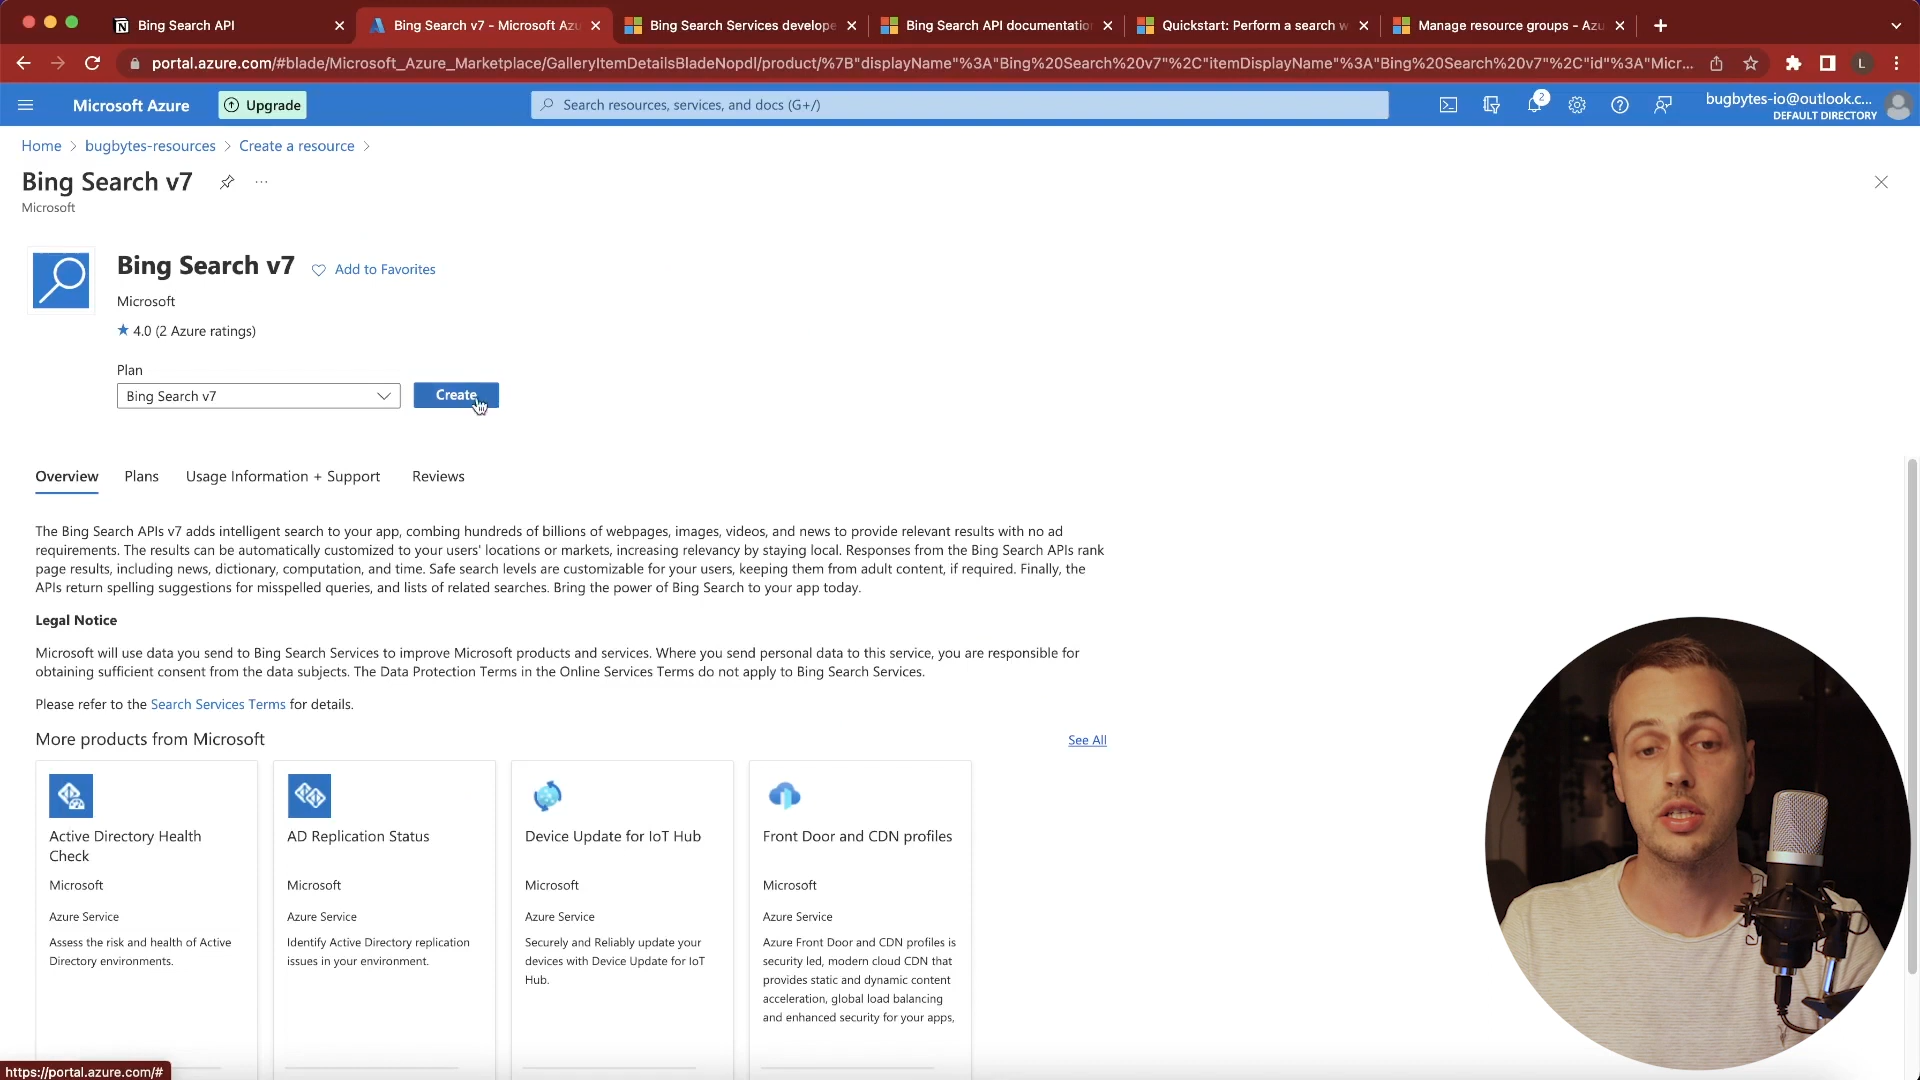 Bing Search API
Bing Search v7 - Microsoft Azu
Bing Search Services develope
Bing Search API documentation
Quickstart: Perform a search w
Manage resource groups - Azu
portal.azure.com/#blade/Microsoft_Azure_Marketplace/GalleryItemDetailsBladeNopdl/product/%7B"displayName"%3A"Bing%20Search%20v7"%2C"itemDisplayName"%3A"Bing%20Search%20v7"%2C"id"%3A"Micr...
L
Microsoft Azure
Upgrade
Search resources, services, and docs (G+/)
2
bugbytes-io@outlook.c...
DEFAULT DIRECTORY
Home > bugbytes-resources > Create a resource >
Bing Search v7
...
Microsoft
Bing Search v7
Add to Favorites
Microsoft
★ 4.0 (2 Azure ratings)
Plan
Bing Search v7
Create
Overview
Plans
Usage Information + Support
Reviews
The Bing Search APIs v7 adds intelligent search to your app, combing hundreds of billions of webpages, images, videos, and news to provide relevant results with no ad
requirements. The results can be automatically customized to your users' locations or markets, increasing relevancy by staying local. Responses from the Bing Search APIs rank
page results, including news, dictionary, computation, and time. Safe search levels are customizable for your users, keeping them from adult content, if required. Finally, the
APIs return spelling suggestions for misspelled queries, and lists of related searches. Bring the power of Bing Search to your app today.
Legal Notice
Microsoft will use data you send to Bing Search Services to improve Microsoft products and services. Where you send personal data to this service, you are responsible for
obtaining sufficient consent from the data subjects. The Data Protection Terms in the Online Services Terms do not apply to Bing Search Services.
Please refer to the Search Services Terms for details.
More products from Microsoft
See All
Active Directory Health
Check
Microsoft
Azure Service
Assess the risk and health of Active
Directory environments.
AD Replication Status
Microsoft
Azure Service
Identify Active Directory replication
issues in your environment.
Device Update for IoT Hub
Microsoft
Azure Service
Securely and Reliably update your
devices with Device Update for IoT
Hub.
Front Door and CDN profiles
Microsoft
Azure Service
Azure Front Door and CDN profiles is
security led, modern cloud CDN that
provides static and dynamic content
acceleration, global load balancing
and enhanced security for your apps,
https://portal.azure.com/#